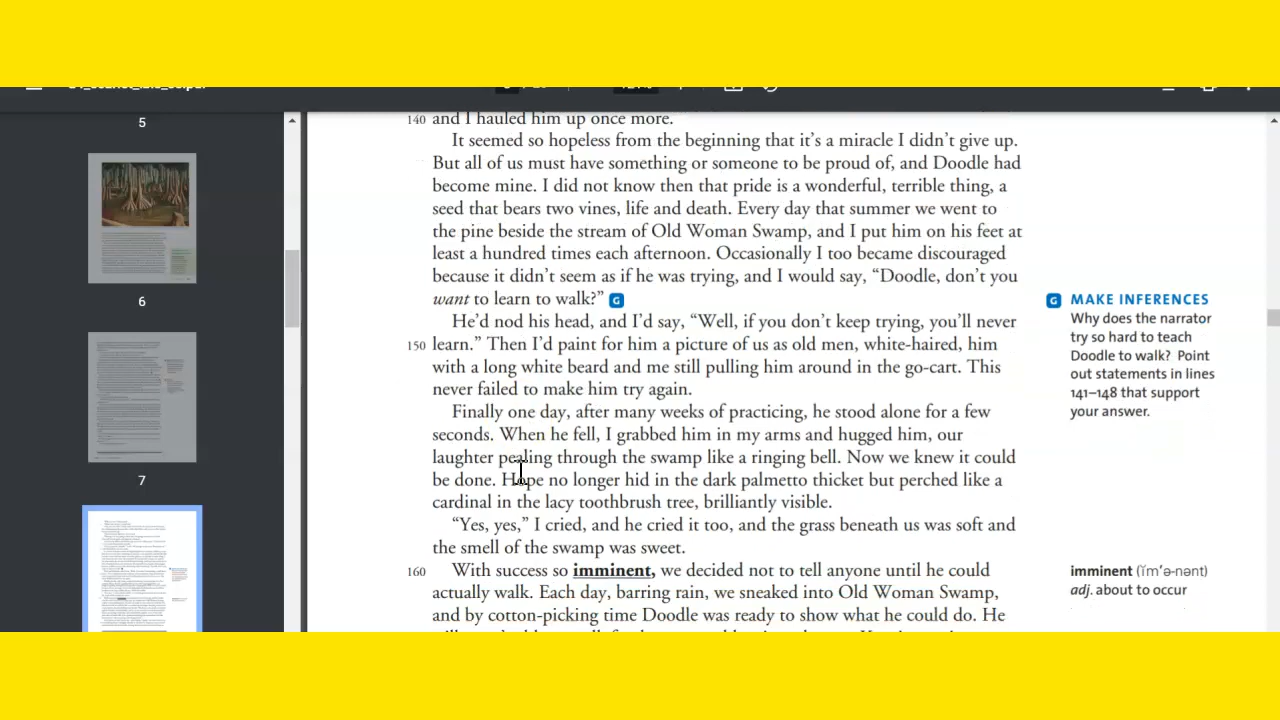 5
6
7
140 and I hauled him up once more.
It seemed so hopeless from the beginning that it's a miracle I didn't give up.
But all of us must have something or someone to be proud of, and Doodle had
become mine. I did not know then that pride is a wonderful, terrible thing, a
seed that bears two vines, life and death. Every day that summer we went to
the pine beside the stream of Old Woman Swamp, and I put him on his feet at
least a hundred times each afternoon. Occasionally I too became discouraged
because it didn't seem as if he was trying, and I would say, “Doodle, don't you
want to learn to walk?” G
He'd nod his head, and I'd say, “Well, if you don't keep trying, you'll never
150 learn.” Then I'd paint for him a picture of us as old men, white-haired, him
with a long white beard and me still pulling him around in the go-cart. This
never failed to make him try again.
Finally one day, after many weeks of practicing, he stood alone for a few
seconds. When he fell, I grabbed him in my arms and hugged him, our
laughter pealing through the swamp like a ringing bell. Now we knew it could
be done. Hope no longer hid in the dark palmetto thicket but perched like a
cardinal in the lacy toothbrush tree, brilliantly visible.
“Yes, yes,” I cried, and he cried it too, and the grass beneath us was soft and
the smell of the swamp was sweet.
160 With success so imminent, we decided not to tell anyone until he could
actually walk. Each day, barring rain, we sneaked into Old Woman Swamp,
and by cotton-picking time Doodle was ready to show what he could do. He
G MAKE INFERENCES
Why does the narrator
try so hard to teach
Doodle to walk? Point
out statements in lines
141–148 that support
your answer.
imminent (ĭm′ə-nənt)
adj. about to occur